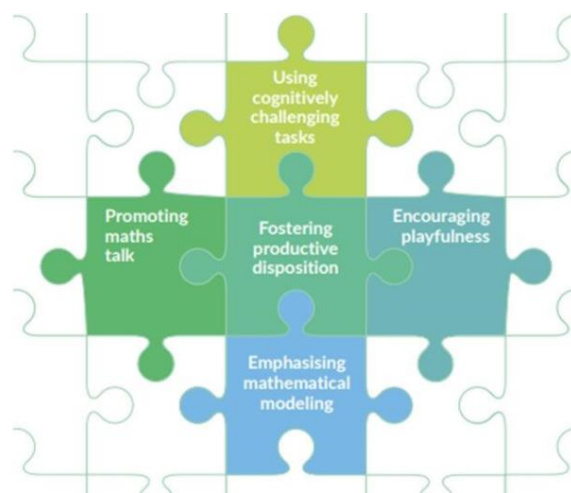 Using
cognitively
challenging
tasks
Promoting
maths
talk
Fostering
productive
disposition
Encouraging
playfulness
Emphasising
mathematical
modeling